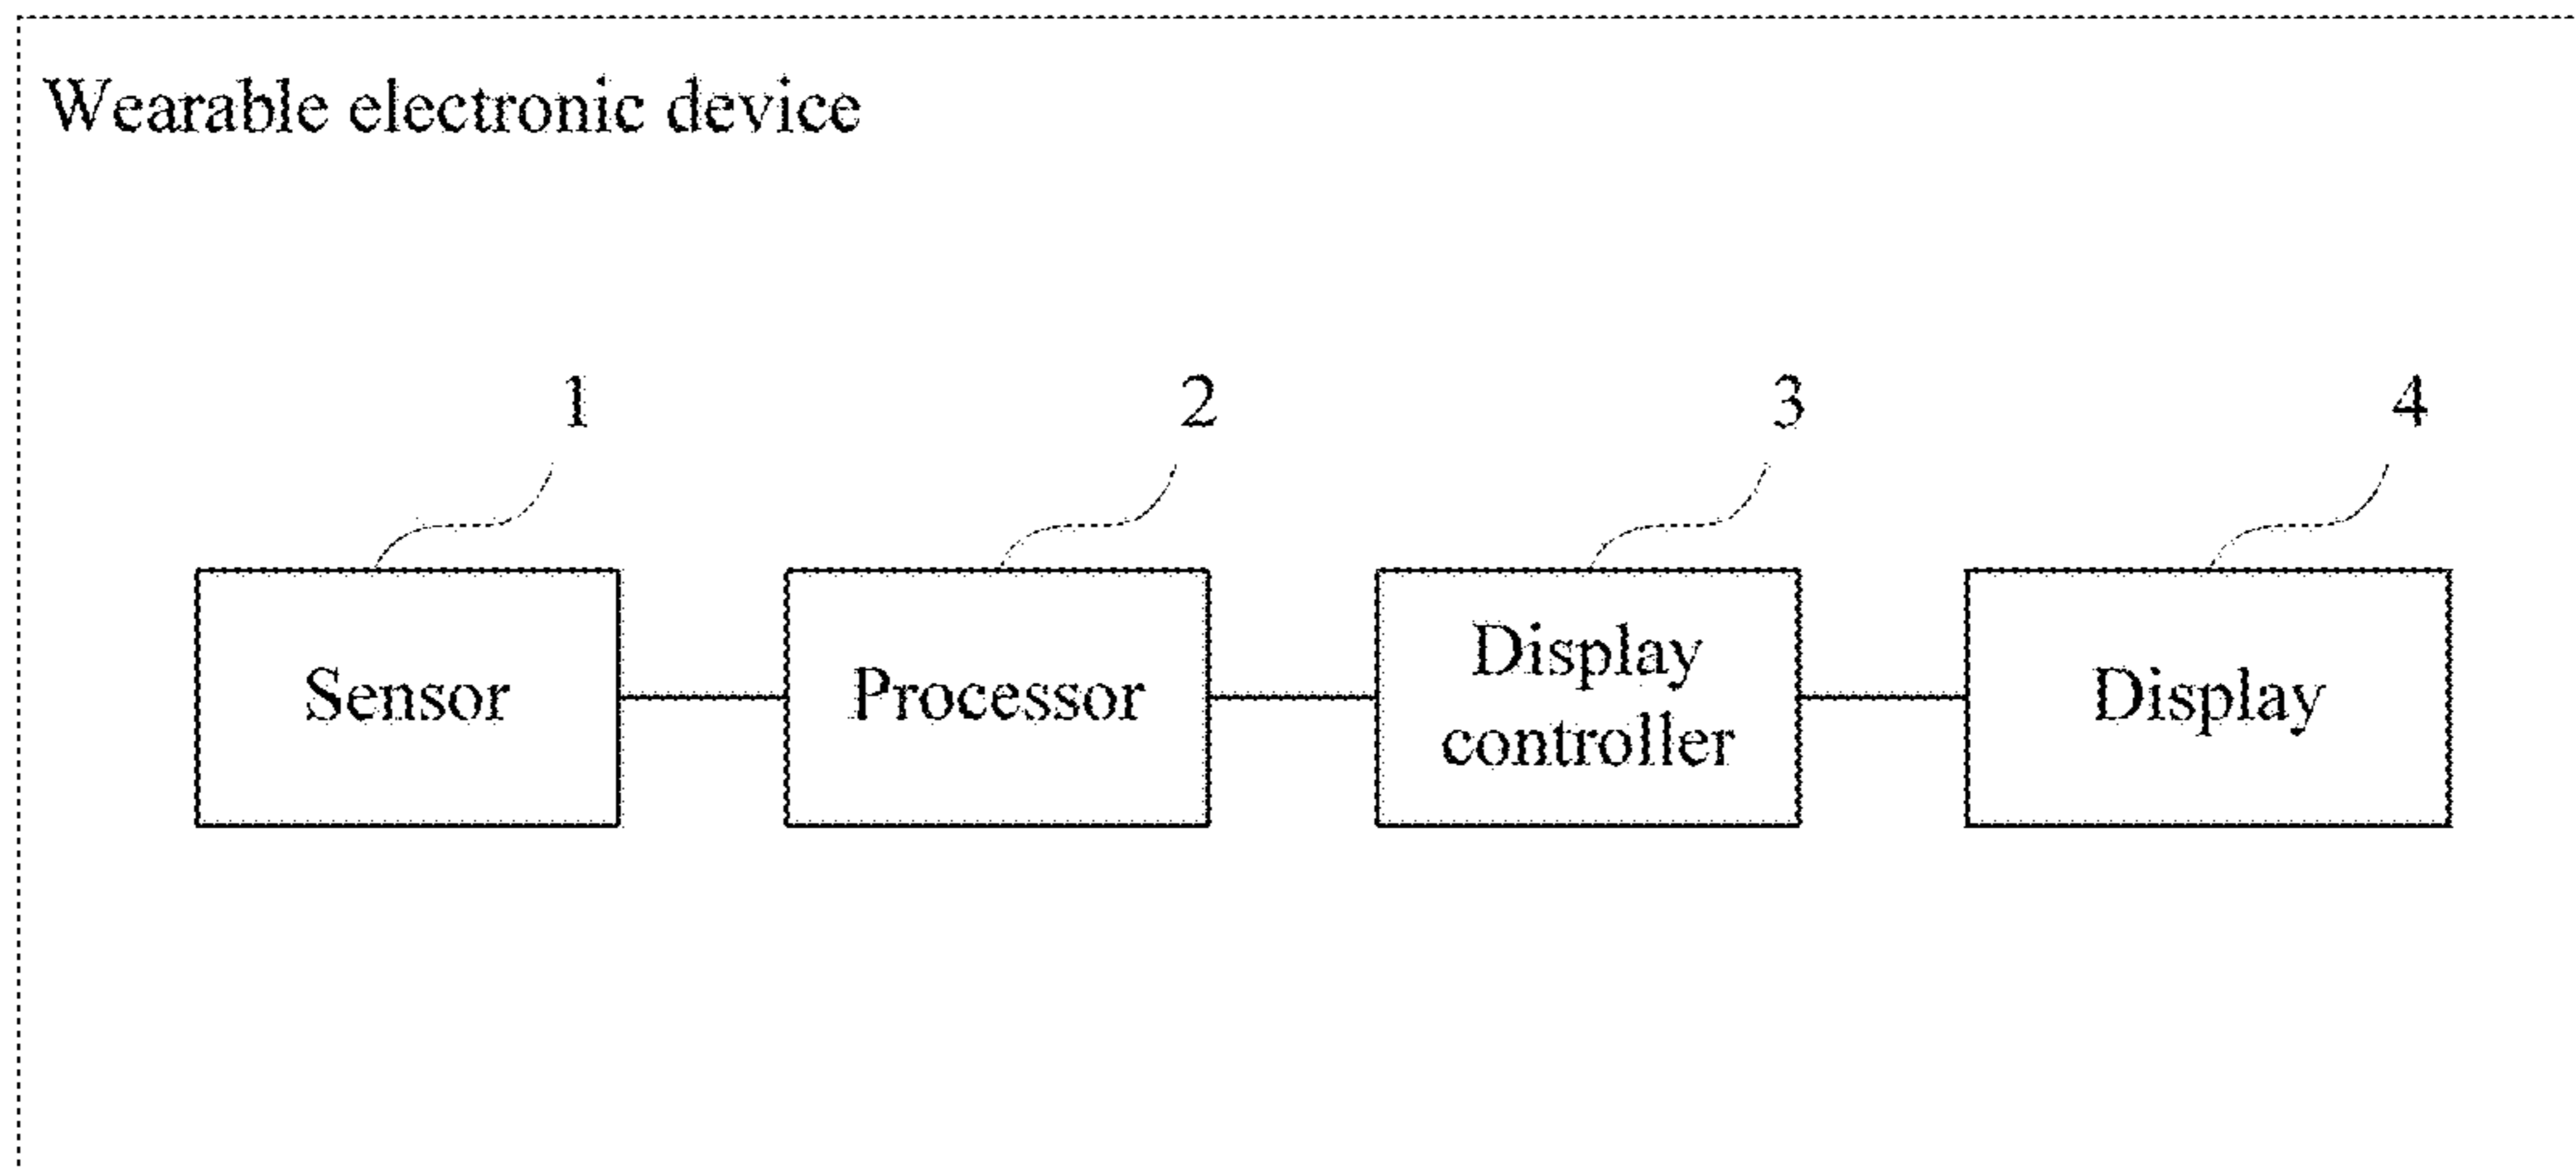 Wearable electronic device
1
2
3
4
Sensor
Processor
Display
controller
Display